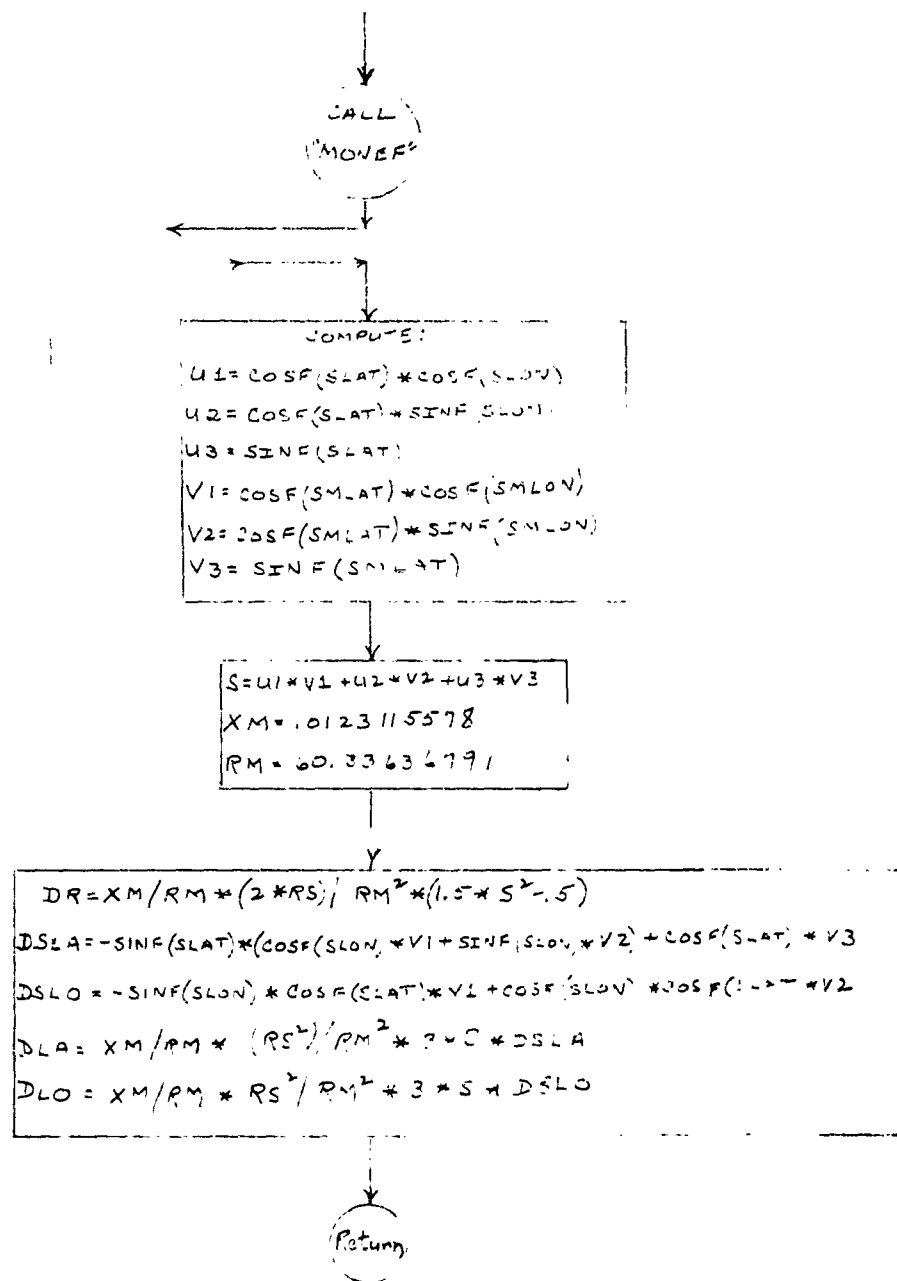 CALL
"MONEF"
COMPUTE:
U1=COSF(SLAT)*COSF(SLON)
U2=COSF(SLAT)*SINF(SLON)
U3=SINF(SLAT)
V1=COSF(SMLAT)*COSF(SMLON)
V2=COSF(SMLAT)*SINF(SMLON)
V3=SINF(SMLAT)
S=U1*V1+U2*V2+U3*V3
XM=.0123115578
RM=60.33636791
DR=XM/RM*(2*RS)/RM²*(1.5*S²-.5)
DSLA=-SINF(SLAT)*(COSF(SLON)*V1+SINF(SLON)*V2)+COSF(SLAT)*V3
DSLO=-SINF(SLON)*COSF(SLAT)*V1+COSF(SLON)*COSF(SLAT)*V2
DLA=XM/RM*(RS²)/RM²*3*S*DSLA
DLO=XM/RM*RS²/RM²*3*S*DSLO
Return